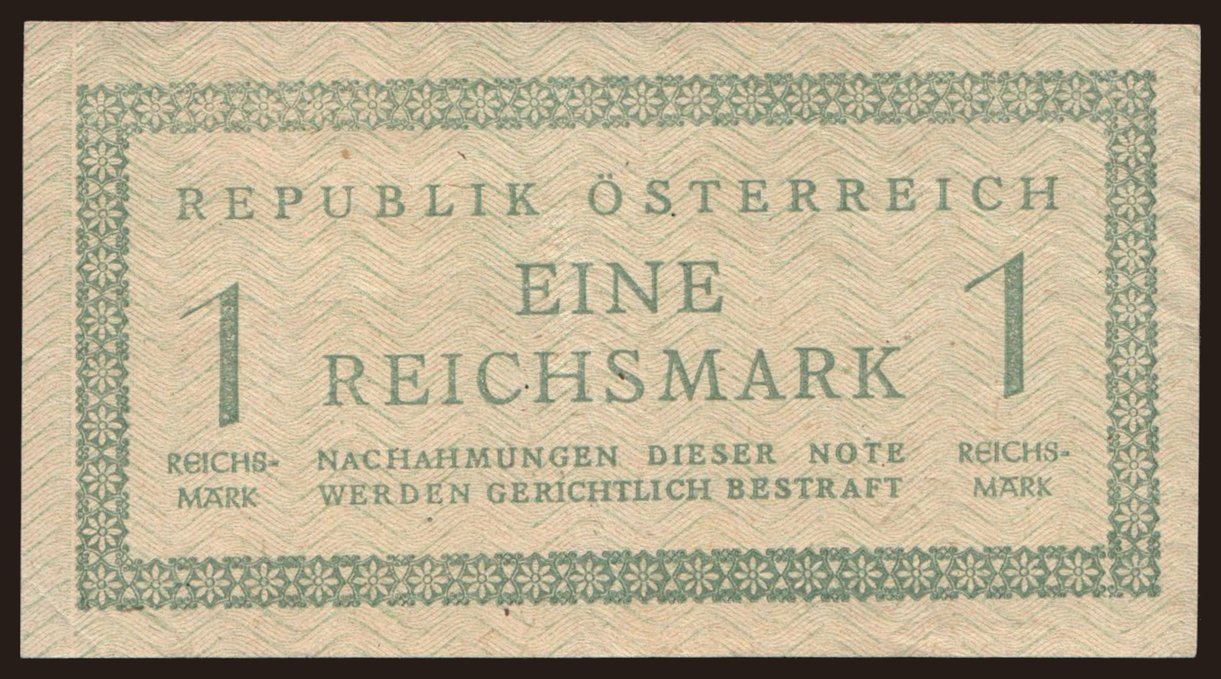 REPUBLIK ÖSTERREICH
EINE
REICHSMARK
1
REICHS-
MARK
NACHAHMUNGEN DIESER NOTE
WERDEN GERICHTLICH BESTRAFT
1
REICHS-
MARK